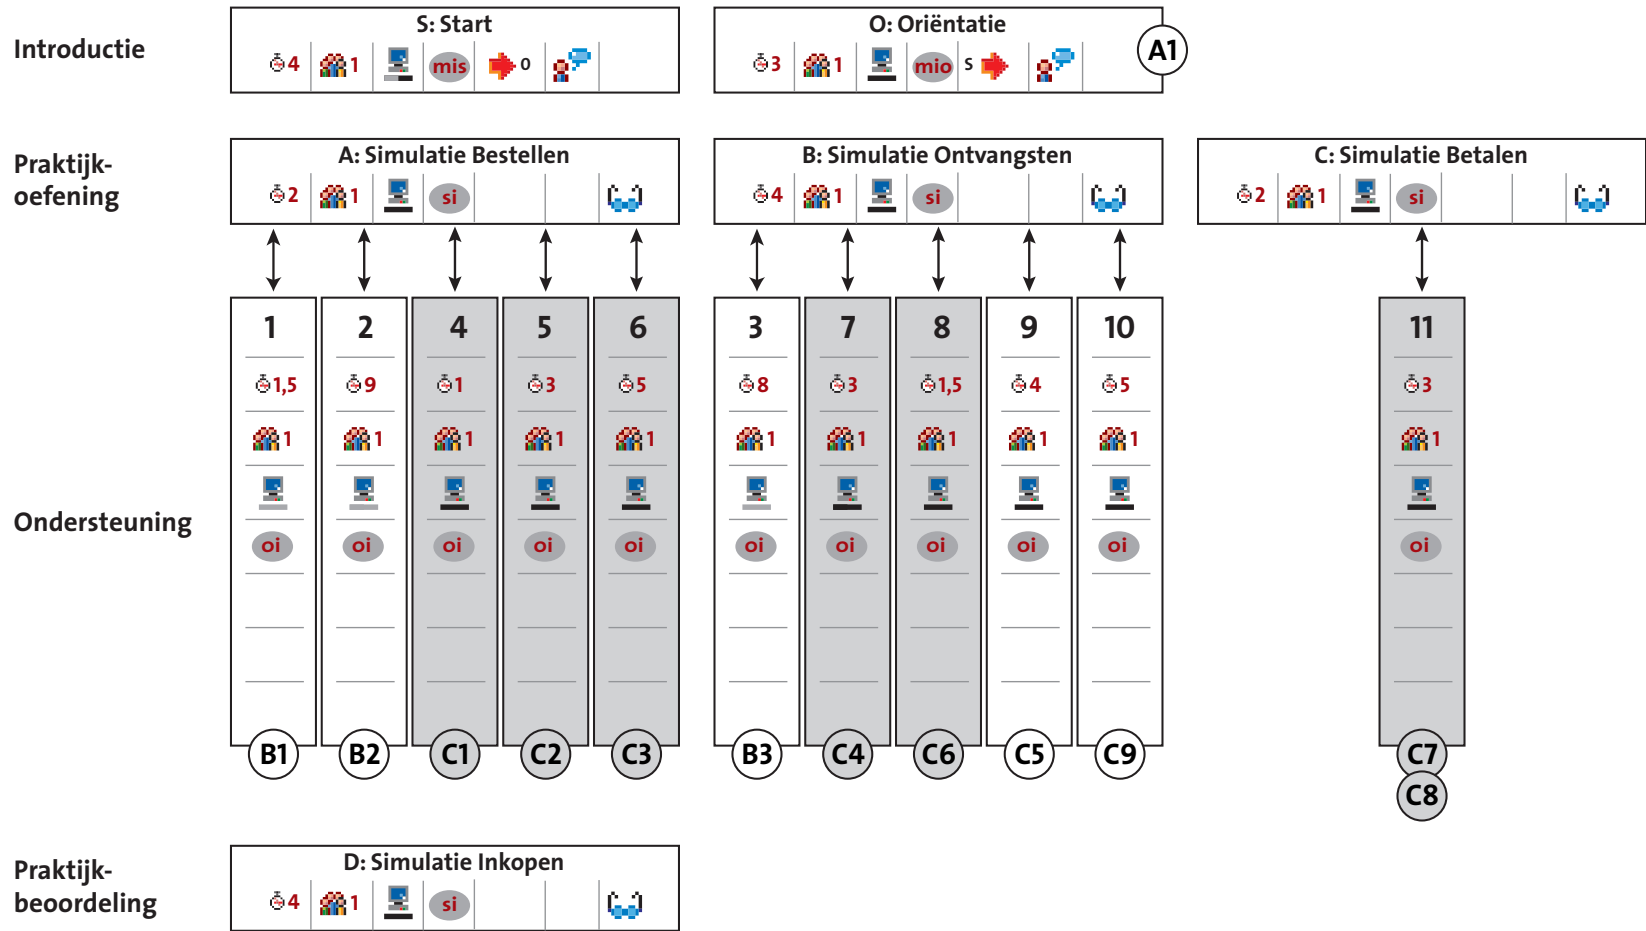 Introductie
S: Start
4 1 mis O
O: Oriëntatie
3 1 mio S
A1
Praktijk-
oefening
A: Simulatie Bestellen
2 1 si
B: Simulatie Ontvangsten
4 1 si
C: Simulatie Betalen
2 1 si
Ondersteuning
1 2 4 5 6 3 7 8 9 10 11
1,5 9 1 3 5 8 3 1,5 4 5 3
1 1 1 1 1 1 1 1 1 1 1
oi oi oi oi oi oi oi oi oi oi oi
B1 B2 C1 C2 C3 B3 C4 C6 C5 C9 C7
C8
Praktijk-
beoordeling
D: Simulatie Inkopen
4 1 si